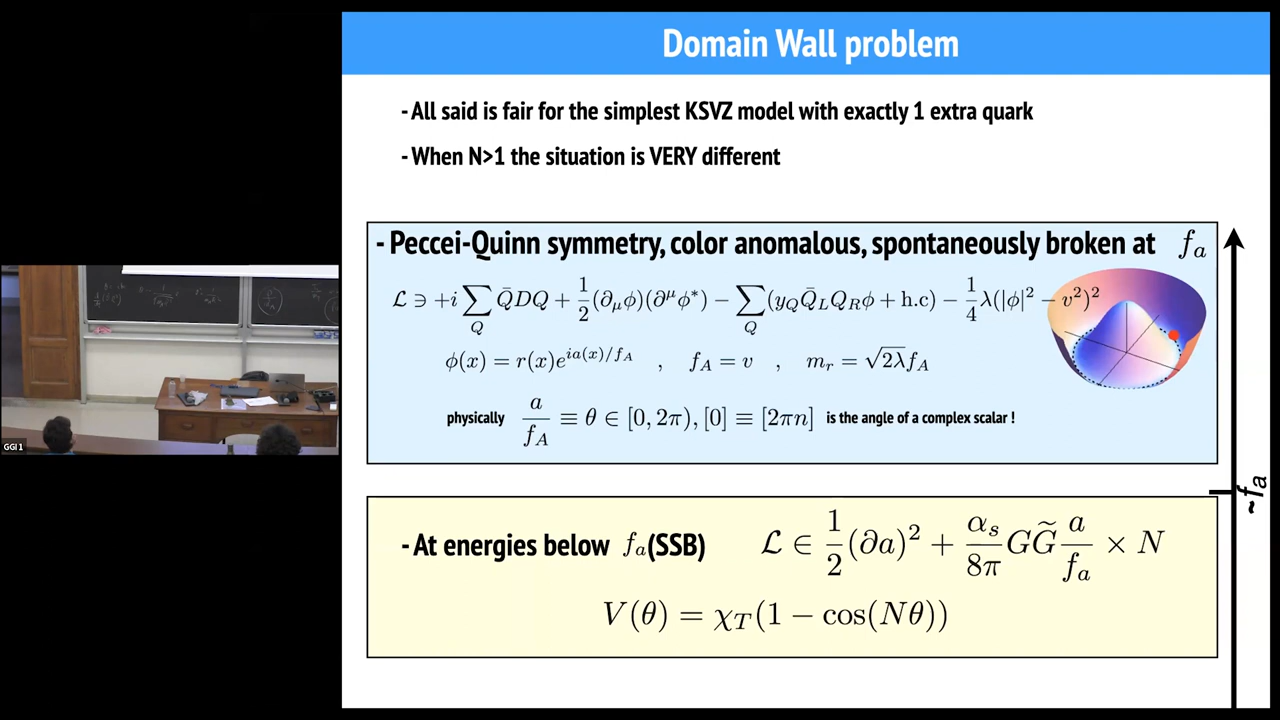 Domain Wall problem
- All said is fair for the simplest KSVZ model with exactly 1 extra quark
- When N>1 the situation is VERY different
- Peccei-Quinn symmetry, color anomalous, spontaneously broken at f_a
ℒ ∋ +i ∑_Q Q̄DQ + 1/2 (∂_μϕ)(∂^μϕ*) − ∑_Q (y_Q Q̄_L Q_R ϕ + h.c) − 1/4 λ(|ϕ|² − v²)²
ϕ(x) = r(x)e^{ia(x)/f_A} , f_A = v , m_r = √(2λ) f_A
physically a/f_A ≡ θ ∈ [0, 2π), [0] ≡ [2πn] is the angle of a complex scalar !
~f_a
- At energies below f_a (SSB) ℒ ∈ 1/2 (∂a)² + α_s/8π GG̃ a/f_a × N
V(θ) = χ_T(1 − cos(Nθ))
GGI 1